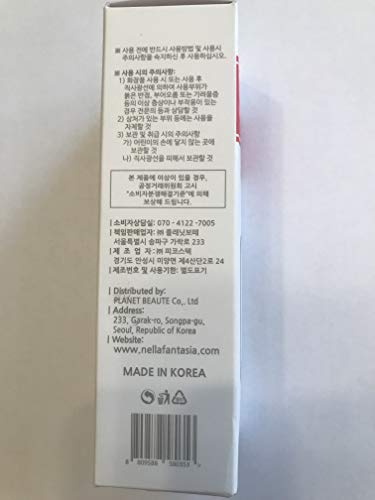 ※ 사용 전에 반드시 사용방법 및 사용시
주의사항을 숙지하신 후 사용하십시오.
※ 사용 시의 주의사항:
1) 화장품 사용 시 또는 사용 후
직사광선에 의하여 사용부위가
붉은 반점, 부어오름 또는 가려움증
등의 이상 증상이나 부작용이 있는
경우 전문의 등과 상담할 것
2) 상처가 있는 부위 등에는 사용을
자제할 것
3) 보관 및 취급 시의 주의사항
가) 어린이의 손에 닿지 않는 곳에
보관할 것
나) 직사광선을 피해서 보관할 것
본 제품에 이상이 있을 경우,
공정거래위원회 고시
"소비자분쟁해결기준"에 의해
보상해 드립니다.
소비자상담실: 070 - 4122 -7005
책임판매업자: ㈜ 플래닛보떼
서울특별시 송파구 가락로 233
제 조 업 자: ㈜ 피코스텍
경기도 안성시 미양면 제4산단2로 24
제조번호 및 사용기한: 별도표기
Distributed by:
PLANET BEAUTE Co,. Ltd
Address:
233, Garak-ro, Songpa-gu,
Seoul, Republic of Korea
Website:
www.nellafantasia.com
MADE IN KOREA